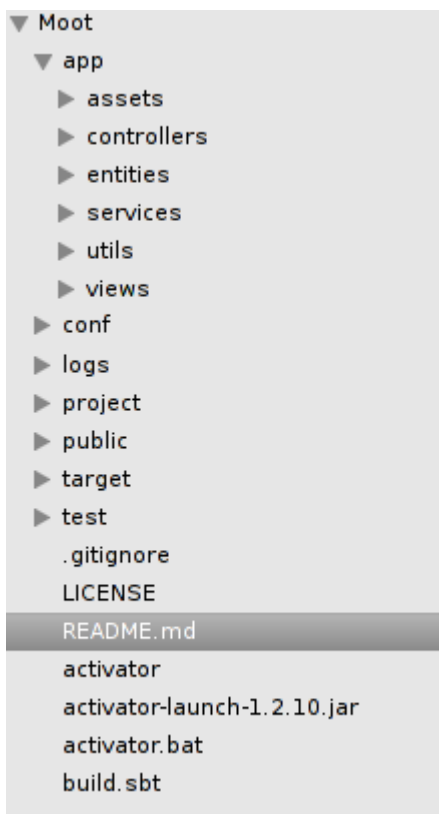 Moot
app
assets
controllers
entities
services
utils
views
conf
logs
project
public
target
test
.gitignore
LICENSE
README.md
activator
activator-launch-1.2.10.jar
activator.bat
build.sbt